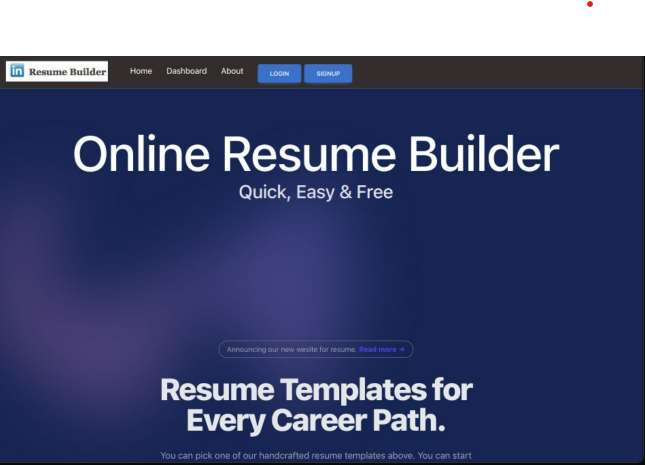 in Resume Builder
Home Dashboard About LOGIN SIGNUP
Online Resume Builder
Quick, Easy & Free
Announcing our new wesite for resume. Read more →
Resume Templates for
Every Career Path.
You can pick one of our handcrafted resume templates above. You can start